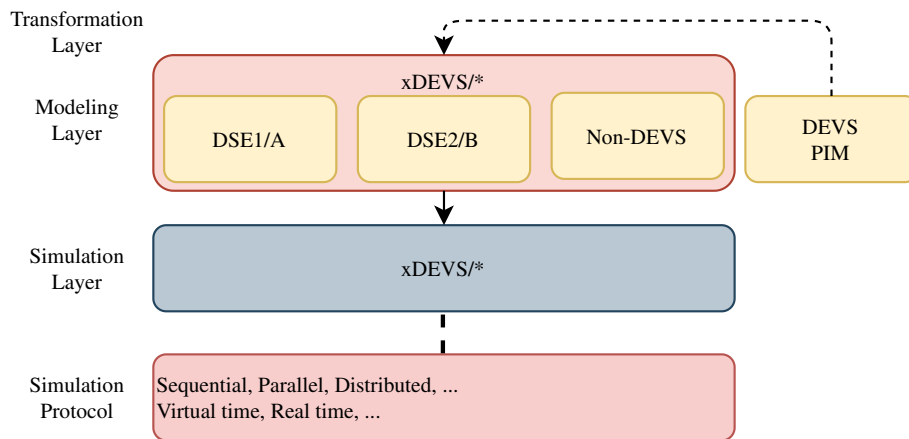 Transformation
Layer
xDEVS/*
Modeling
Layer
DSE1/A
DSE2/B
Non-DEVS
DEVS
PIM
Simulation
Layer
xDEVS/*
Simulation
Protocol
Sequential, Parallel, Distributed, ...
Virtual time, Real time, ...